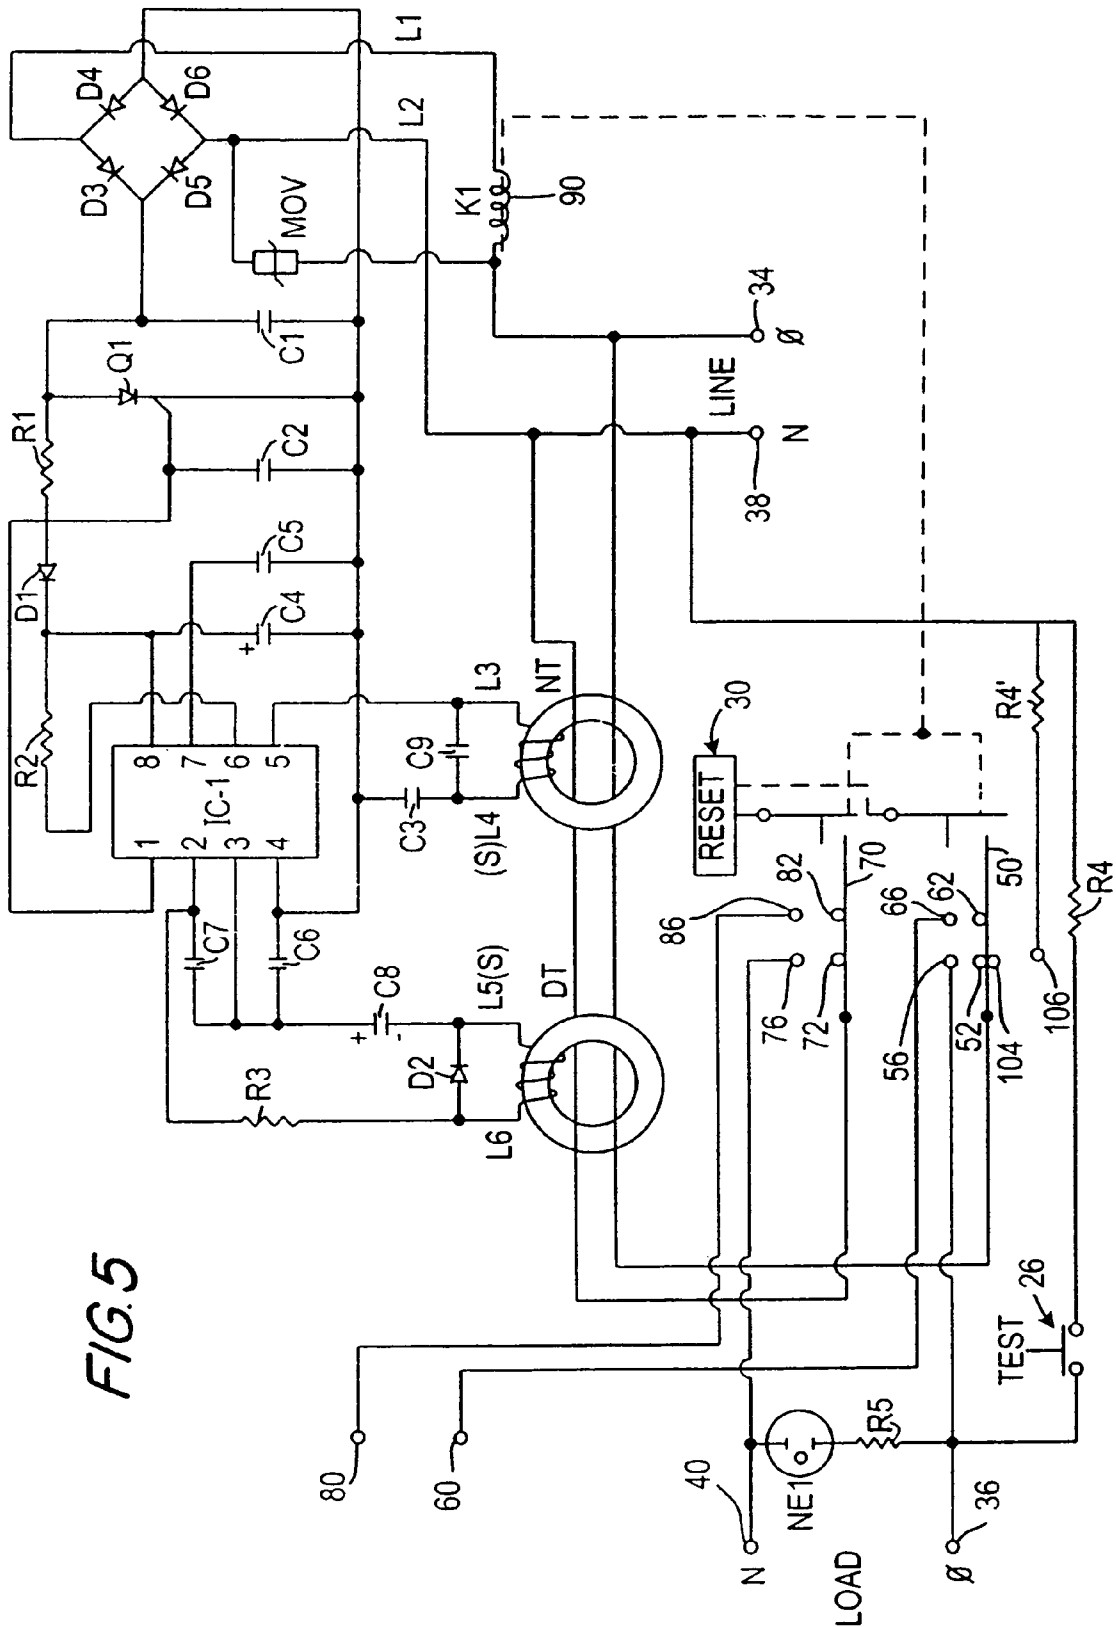 FIG.5
L1
D4
D6
L2
D3
D5
MOV
K1
90
C1
Q1
34
Ø
LINE
R1
C2
N
38
C5
D1
C4
+
L3
NT
R2
8
7
6
5
IC-1
1
2
3
4
C9
C3
(S)L4
30
RESET
R4'
70
50
82
86
66
62
R4
C7
C6
L5(S)
DT
C8
+
-
D2
R3
L6
76
72
56
52
104
106
26
TEST
80
60
40
NE1
R5
36
N
Ø
LOAD